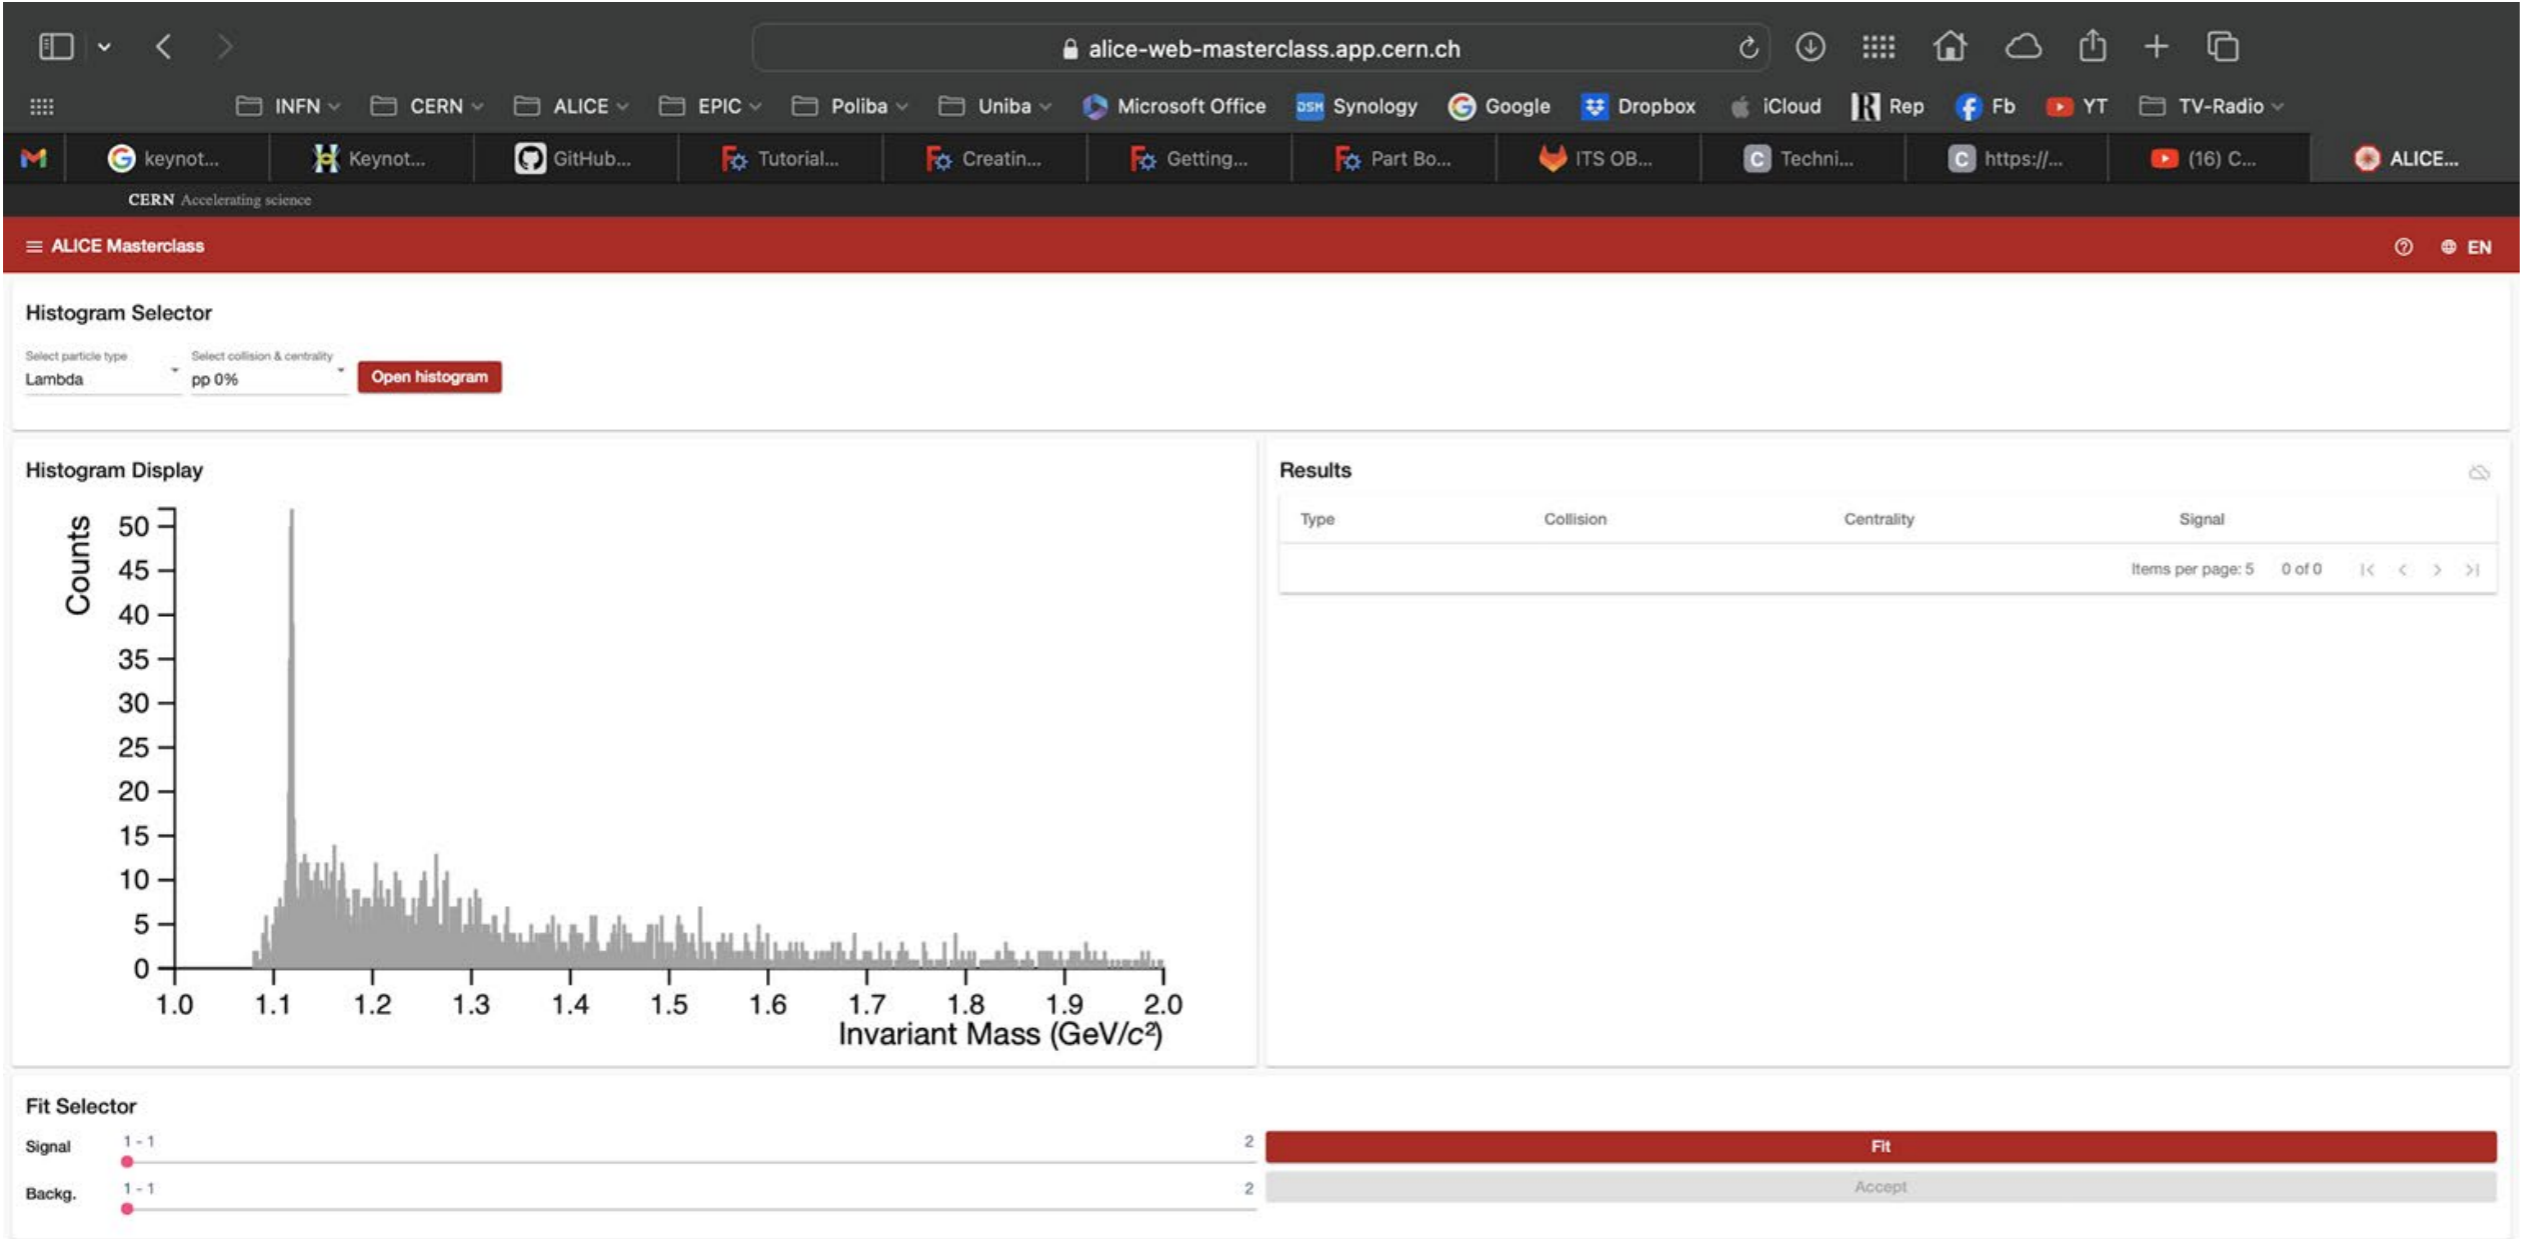 alice-web-masterclass.app.cern.ch
INFN CERN ALICE EPIC Poliba Uniba Microsoft Office DSM Synology Google Dropbox iCloud R Rep Fb YT TV-Radio
keynot... Keynot... GitHub... Tutorial... Creatin... Getting... Part Bo... ITS OB... C Techni... C https://... (16) C... ALICE...
CERN Accelerating science
ALICE Masterclass
EN
Histogram Selector
Select particle type Select collision & centrality
Lambda pp 0% Open histogram
Histogram Display
Counts
50
45
40
35
30
25
20
15
10
5
0
1.0 1.1 1.2 1.3 1.4 1.5 1.6 1.7 1.8 1.9 2.0
Invariant Mass (GeV/c²)
Results
Type Collision Centrality Signal
Items per page: 5 0 of 0
Fit Selector
Signal 1 - 1 2 Fit
Backg. 1 - 1 2 Accept